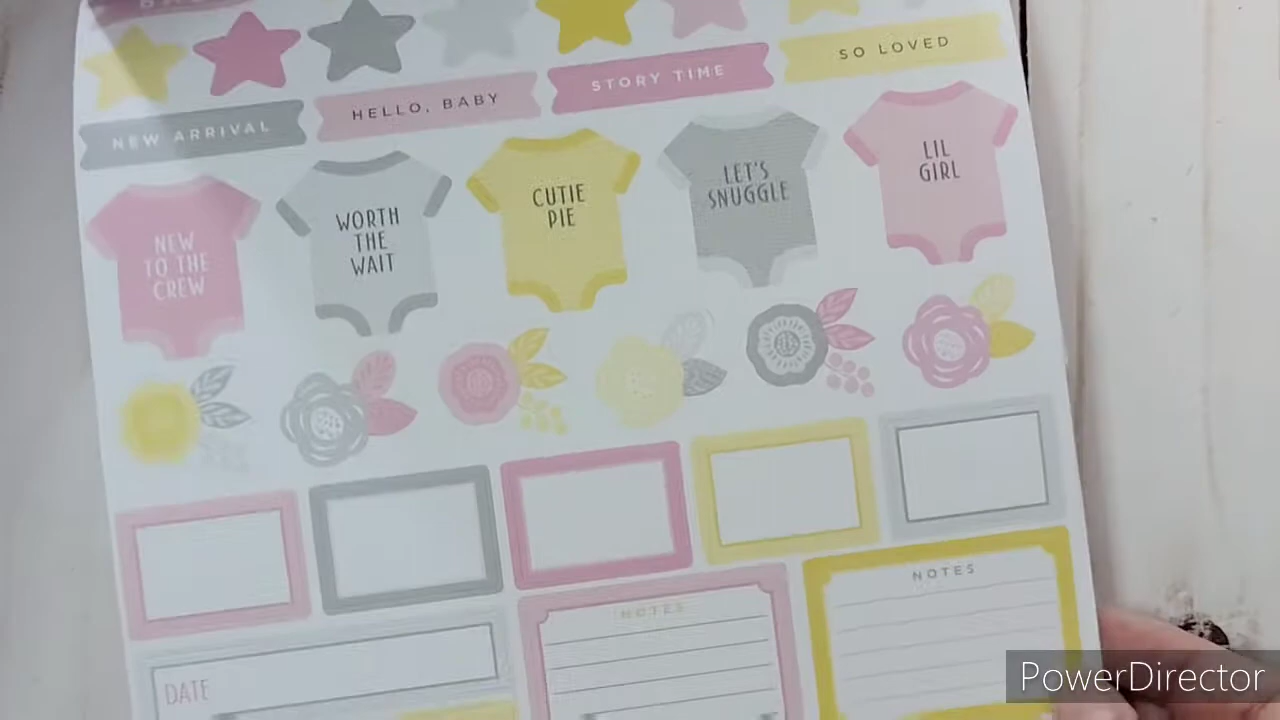 SO LOVED
STORY TIME
HELLO, BABY
NEW ARRIVAL
NEW
TO THE
CREW
WORTH
THE
WAIT
CUTIE
PIE
LET'S
SNUGGLE
LIL
GIRL
NOTES
NOTES
DATE
PowerDirector